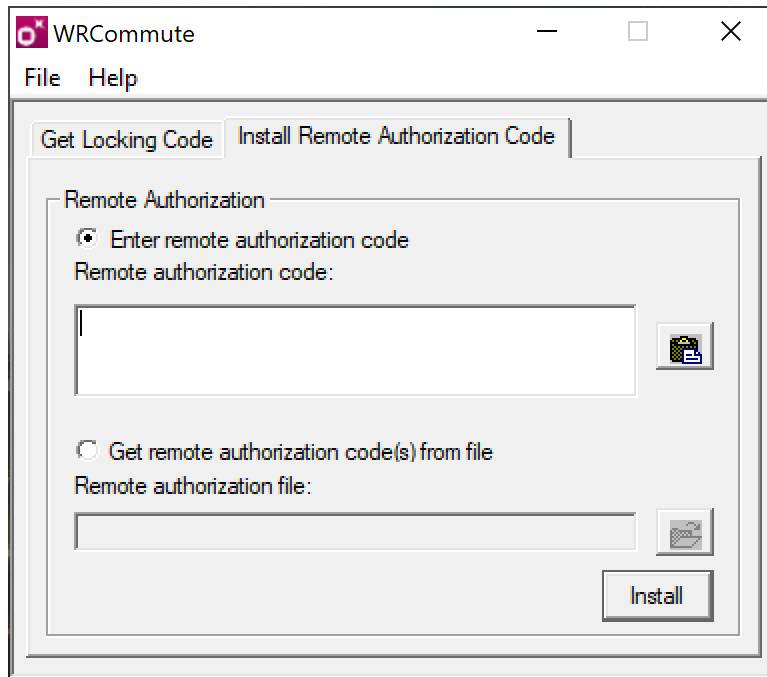 WRCommute
File Help
Get Locking Code Install Remote Authorization Code
Remote Authorization
Enter remote authorization code
Remote authorization code:
Get remote authorization code(s) from file
Remote authorization file:
Install